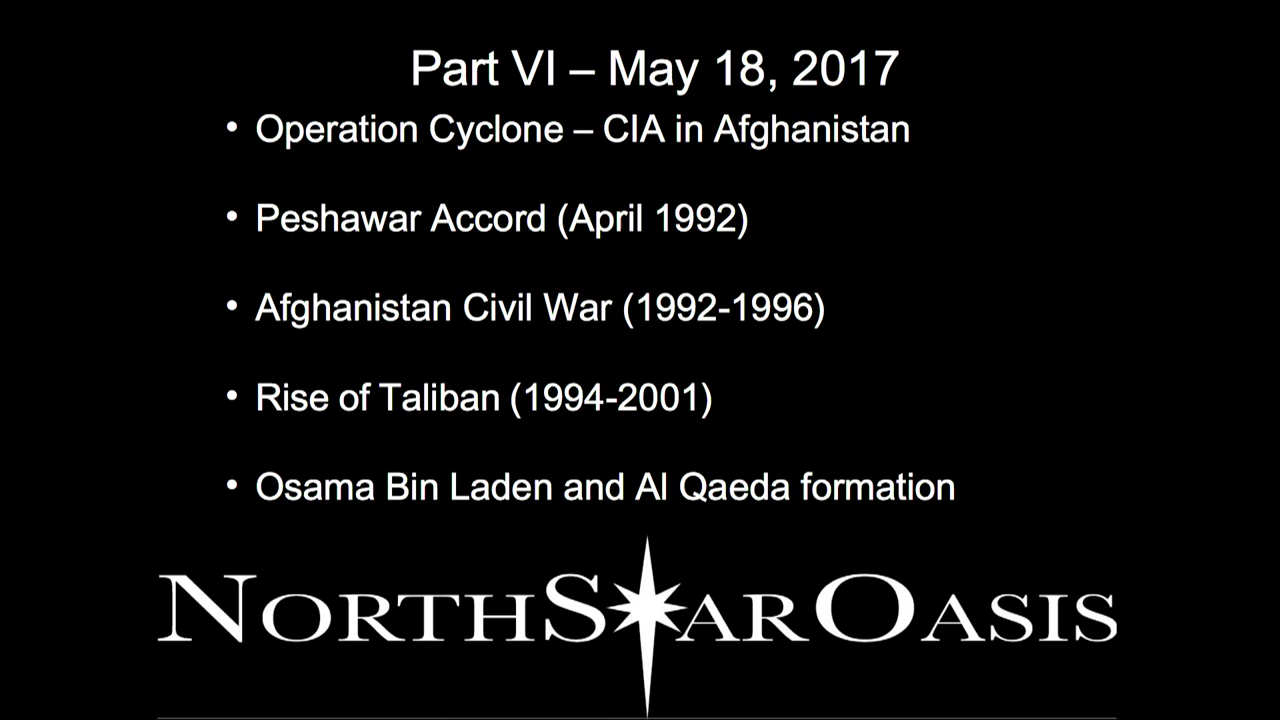 Part VI – May 18, 2017
• Operation Cyclone – CIA in Afghanistan
• Peshawar Accord (April 1992)
• Afghanistan Civil War (1992-1996)
• Rise of Taliban (1994-2001)
• Osama Bin Laden and Al Qaeda formation
NORTHSTAROASIS